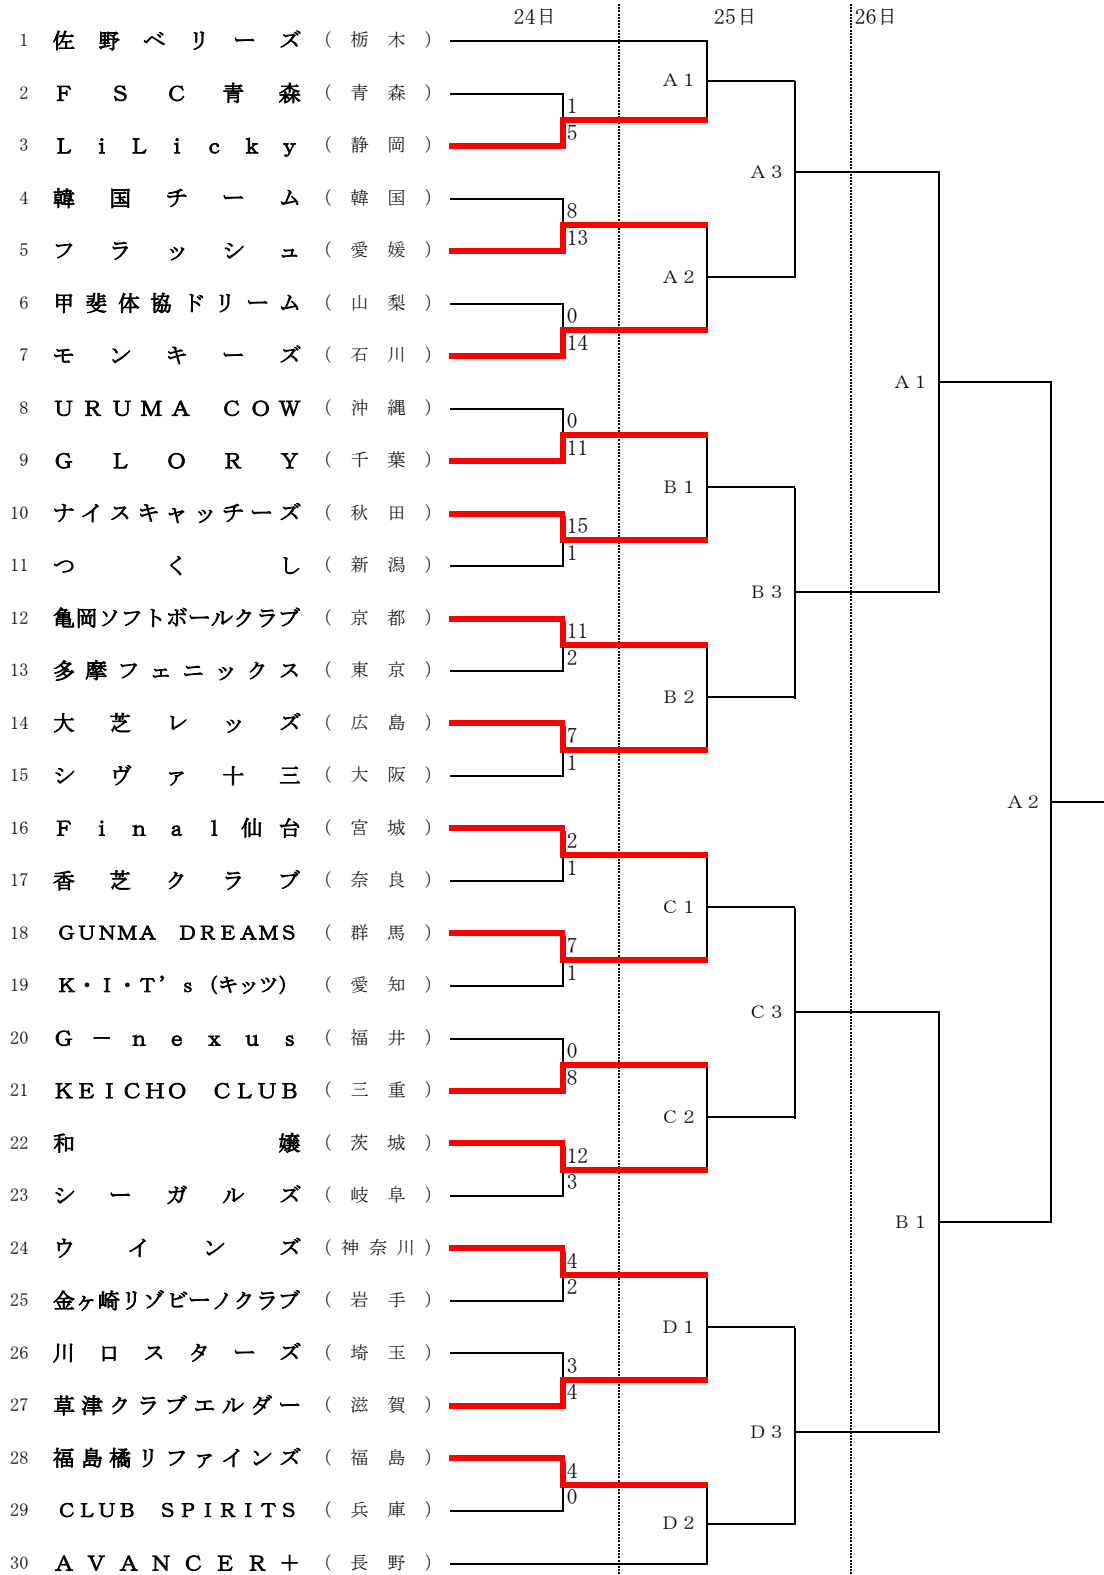 24日 25日 26日
1 佐野ベリーズ （ 栃木 ）
A1
2 FSC青森 （ 青森 ）
1
5
3 LiLicky （ 静岡 ）
A3
4 韓国チーム （ 韓国 ）
8
13
5 フラッシュ （ 愛媛 ）
A2
6 甲斐体協ドリーム （ 山梨 ）
0
14
7 モンキーズ （ 石川 ）
A1
8 URUMA COW （ 沖縄 ）
0
11
9 GLORY （ 千葉 ）
B1
10 ナイスキャッチーズ （ 秋田 ）
15
1
11 つくし （ 新潟 ）
B3
12 亀岡ソフトボールクラブ （ 京都 ）
11
2
13 多摩フェニックス （ 東京 ）
B2
14 大芝レッズ （ 広島 ）
7
1
15 シヴァ十三 （ 大阪 ）
A2
16 Final仙台 （ 宮城 ）
2
1
17 香芝クラブ （ 奈良 ）
C1
18 GUNMA DREAMS （ 群馬 ）
7
1
19 K・I・T’s（キッツ） （ 愛知 ）
C3
20 G－nexus （ 福井 ）
0
8
21 KEICHO CLUB （ 三重 ）
C2
22 和嬢 （ 茨城 ）
12
3
23 シーガルズ （ 岐阜 ）
B1
24 ウインズ （ 神奈川 ）
4
2
25 金ヶ崎リゾビーノクラブ （ 岩手 ）
D1
26 川口スターズ （ 埼玉 ）
3
4
27 草津クラブエルダー （ 滋賀 ）
D3
28 福島橘リファインズ （ 福島 ）
4
0
29 CLUB SPIRITS （ 兵庫 ）
D2
30 AVANCER＋ （ 長野 ）